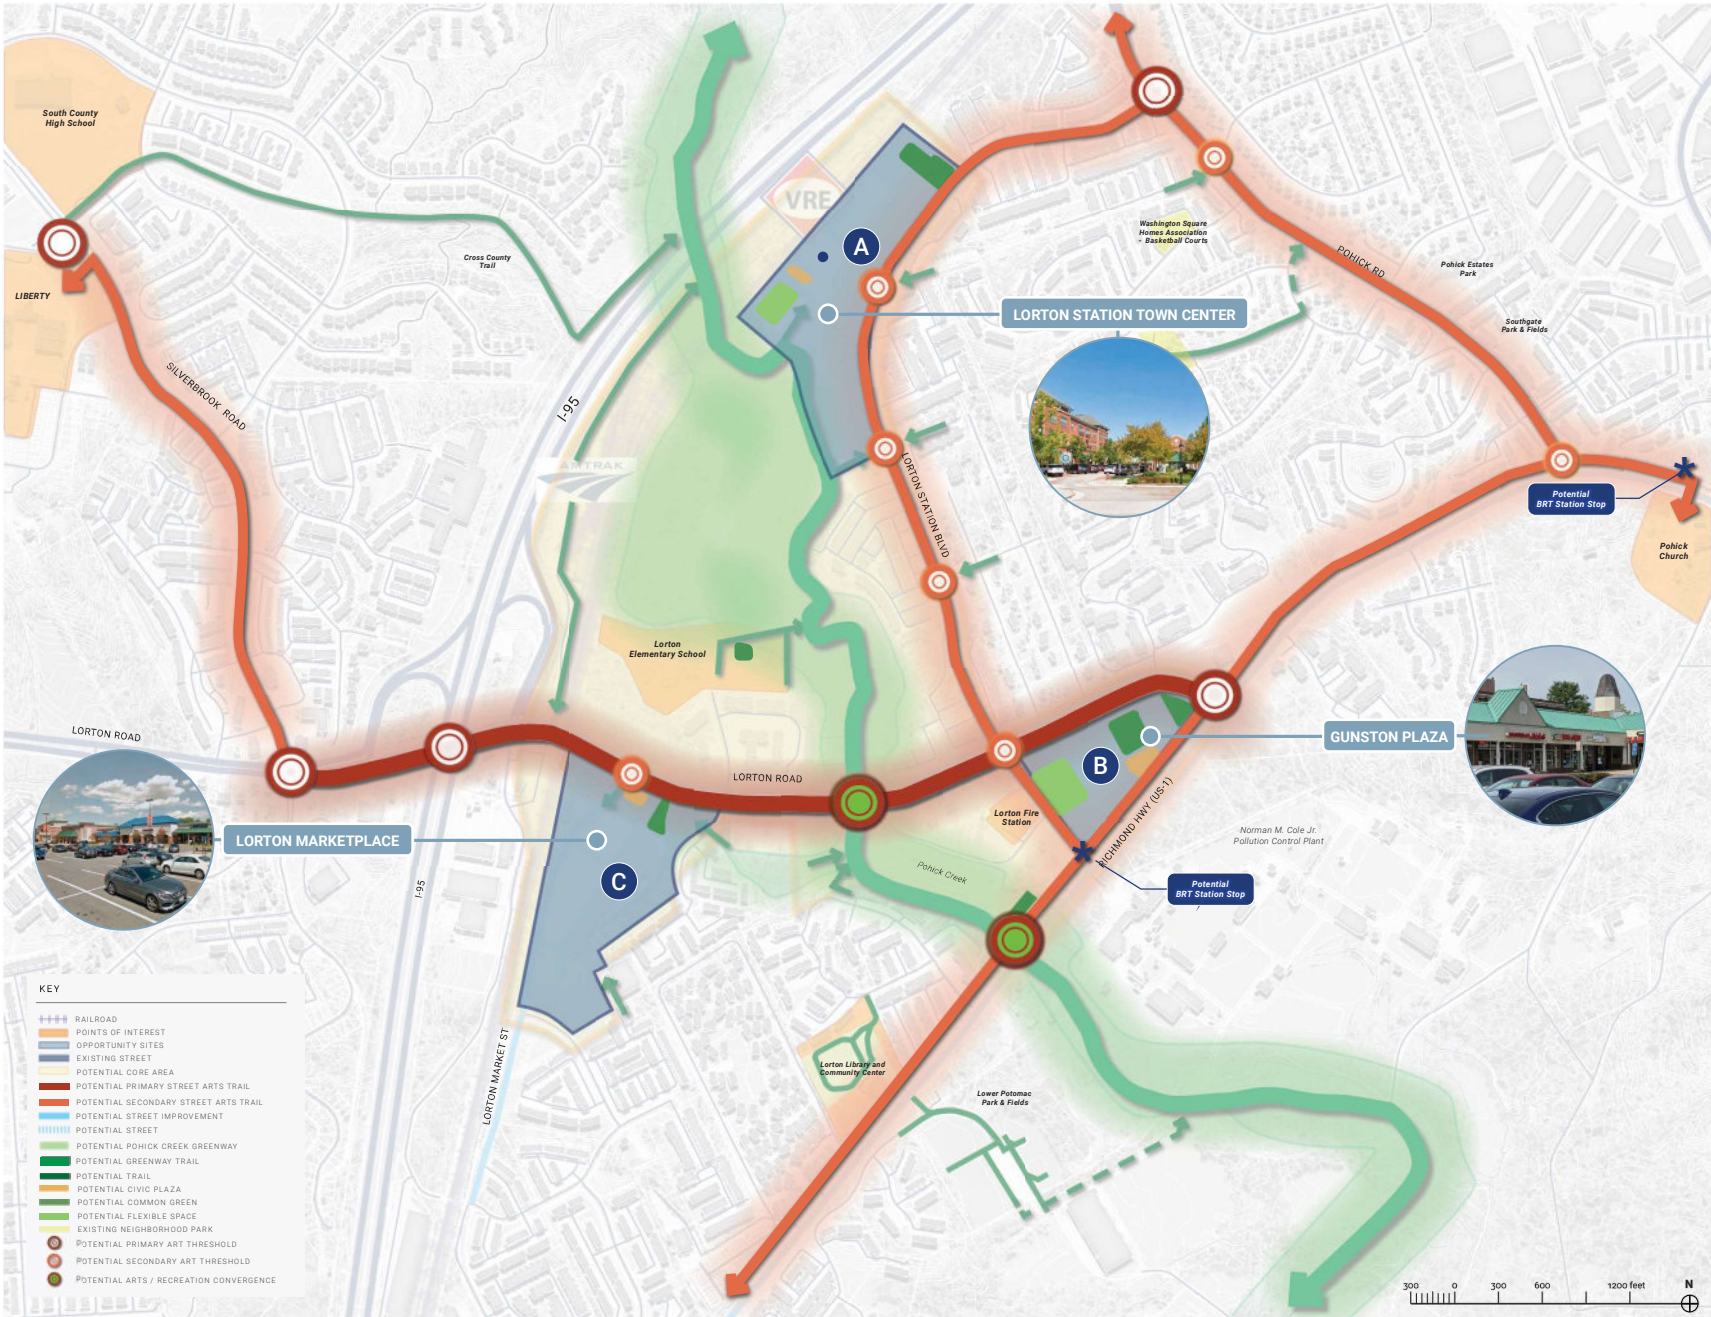 South County
High School
VRE
A
Washington Square
Homes Association
- Basketball Courts
Cross County
Trail
POHICK RD
Pohick Estates
Park
LIBERTY
LORTON STATION TOWN CENTER
Southgate
Park & Fields
SILVERBROOK ROAD
I-95
AMTRAK
LORTON STATION BLVD
Potential
BRT Station Stop
Pohick
Church
Lorton
Elementary School
LORTON ROAD
GUNSTON PLAZA
B
LORTON ROAD
RICHMOND HWY (US-1)
Lorton Fire
Station
Norman M. Cole Jr.
Pollution Control Plant
LORTON MARKETPLACE
C
I-95
Pohick Creek
Potential
BRT Station Stop
LORTON MARKET ST
Lorton Library and
Community Center
Lower Potomac
Park & Fields
KEY
RAILROAD
POINTS OF INTEREST
OPPORTUNITY SITES
EXISTING STREET
POTENTIAL CORE AREA
POTENTIAL PRIMARY STREET ARTS TRAIL
POTENTIAL SECONDARY STREET ARTS TRAIL
POTENTIAL STREET IMPROVEMENT
POTENTIAL STREET
POTENTIAL POHICK CREEK GREENWAY
POTENTIAL GREENWAY TRAIL
POTENTIAL TRAIL
POTENTIAL CIVIC PLAZA
POTENTIAL COMMON GREEN
POTENTIAL FLEXIBLE SPACE
EXISTING NEIGHBORHOOD PARK
POTENTIAL PRIMARY ART THRESHOLD
POTENTIAL SECONDARY ART THRESHOLD
POTENTIAL ARTS / RECREATION CONVERGENCE
300 0 300 600 1200 feet
N